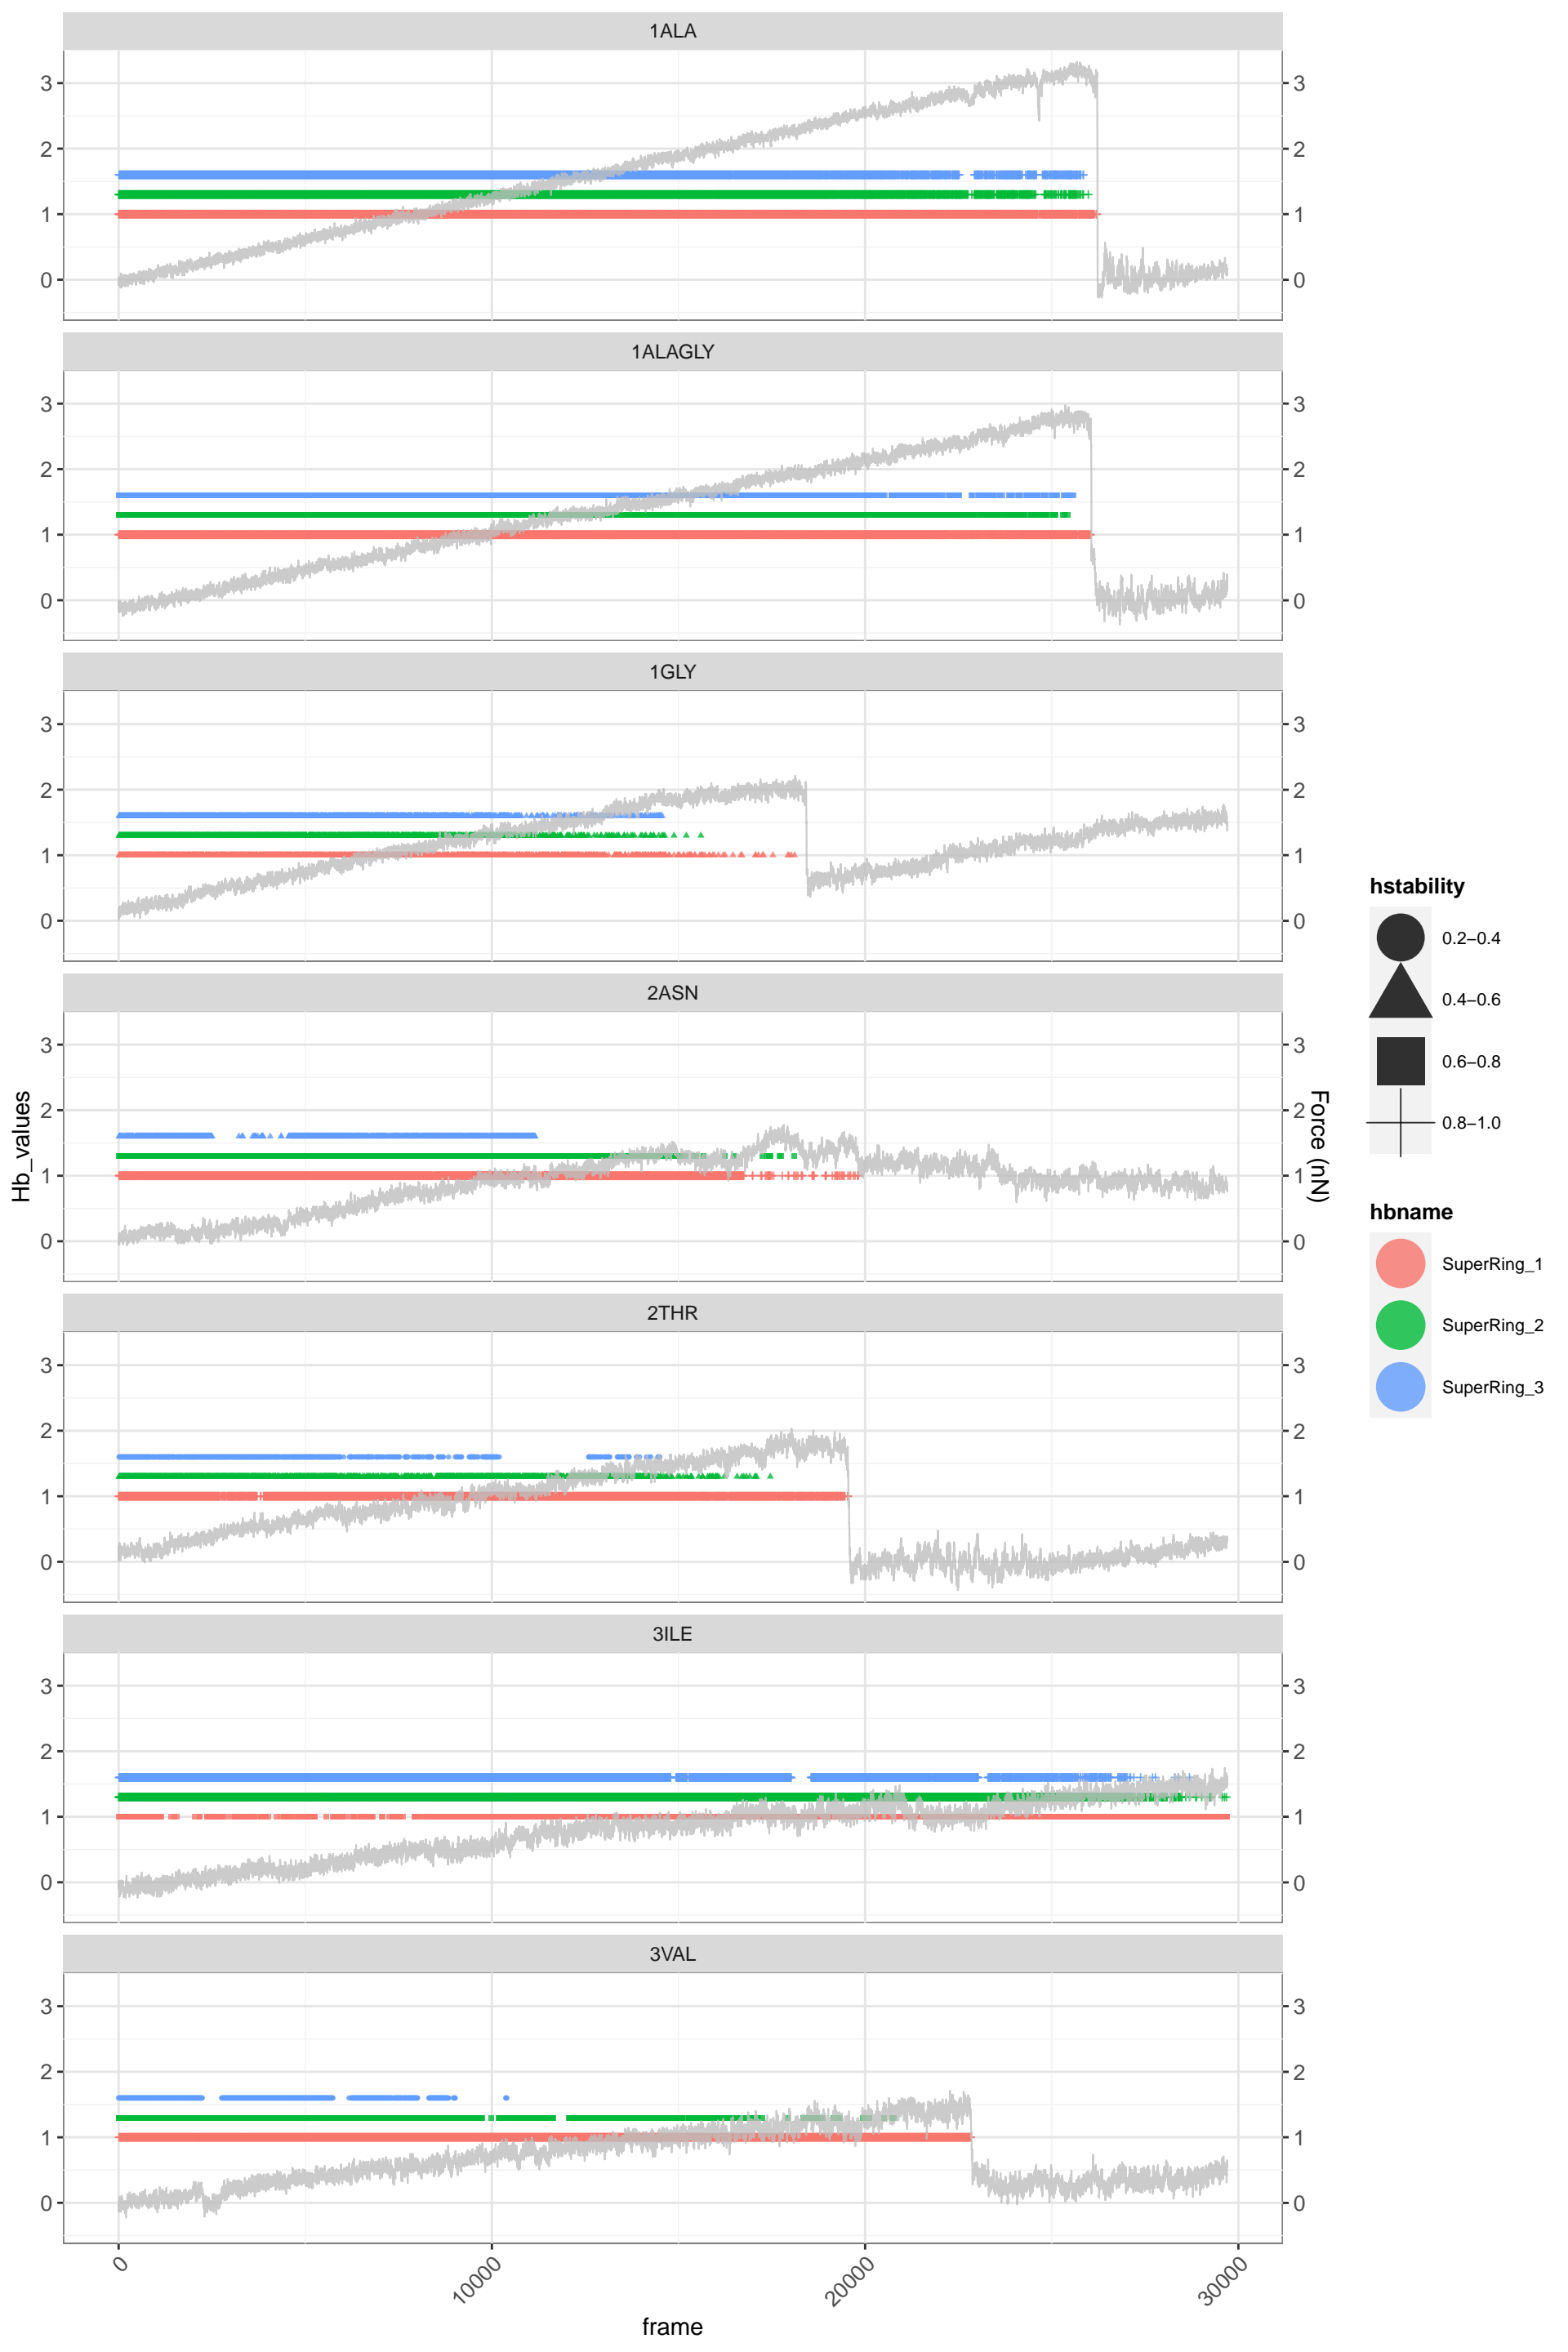 1ALA
3 3
2 2
1 1
0 0
1ALAGLY
3 3
2 2
1 1
0 0
1GLY
3 3
2 2
1 1
0 0
2ASN
3 3
2 2
1 1
0 0
2THR
3 3
2 2
1 1
0 0
3ILE
3 3
2 2
1 1
0 0
3VAL
3 3
2 2
1 1
0 0
0 10000 20000 30000
frame
Hb_values
Force (nN)
hstability
0.2–0.4
0.4–0.6
0.6–0.8
0.8–1.0
hbname
SuperRing_1
SuperRing_2
SuperRing_3